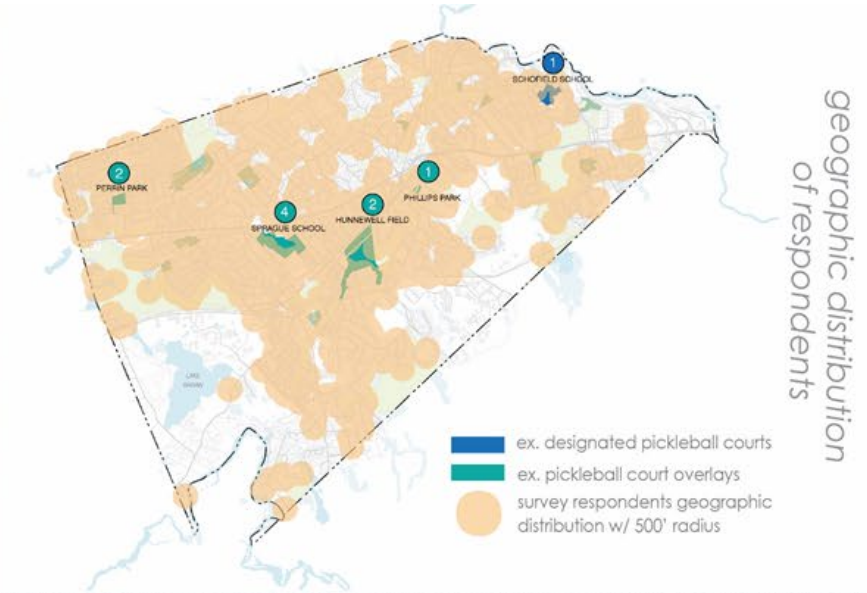 1
SCHOFIELD SCHOOL
2
PERRIN PARK
1
PHILLIPS PARK
4
SPRAGUE SCHOOL
2
HUNNEWELL FIELD
LAKE
geographic distribution
of respondents
ex. designated pickleball courts
ex. pickleball court overlays
survey respondents geographic
distribution w/ 500' radius